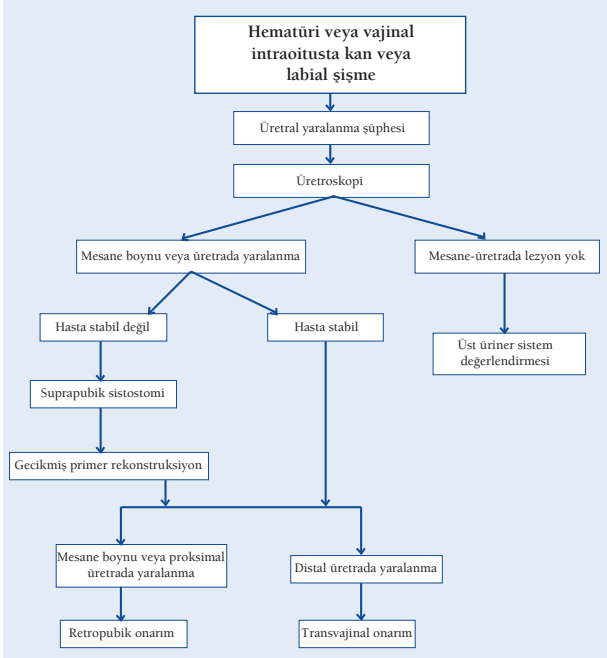 Hematüri veya vajinal
intraoitusta kan veya
labial şişme
Üretral yaralanma şüphesi
Üretroskopi
Mesane boynu veya üretrada yaralanma
Mesane-üretrada lezyon yok
Hasta stabil değil
Hasta stabil
Üst üriner sistem
değerlendirmesi
Suprapubik sistostomi
Gecikmiş primer rekonstruksiyon
Mesane boynu veya proksimal
üretrada yaralanma
Distal üretrada yaralanma
Retropubik onarım
Transvajinal onarım